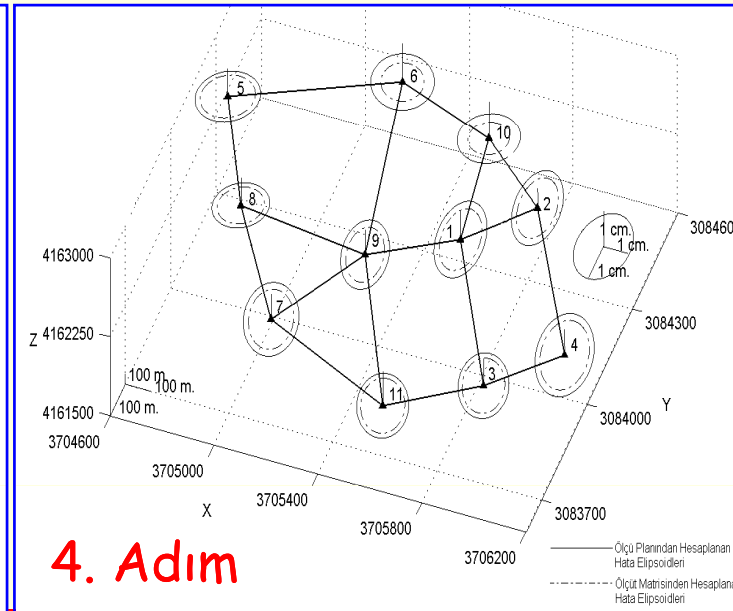 5
6
10
8
2
1
9
1 cm.
1 cm.
1 cm.
3084600
4163000
7
3084300
4162250
Z
4
3
100 m.
100 m.
11
3084000
Y
4161500
100 m.
3704600
3705000
3083700
3705400
X
3705800
3706200
4. Adım
Ölçü Planından Hesaplanan
Hata Elipsoidleri
Ölçüt Matrisinden
Hata Elipsoidleri